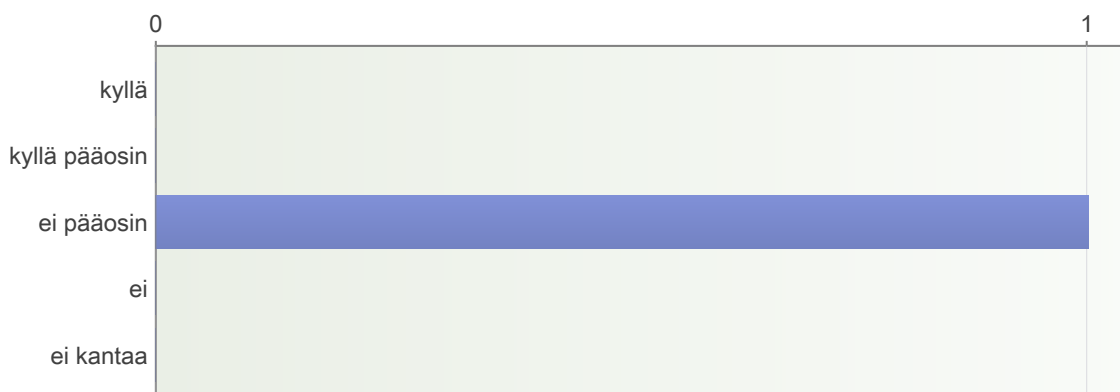 0 1
kyllä
kyllä pääosin
ei pääosin
ei
ei kantaa